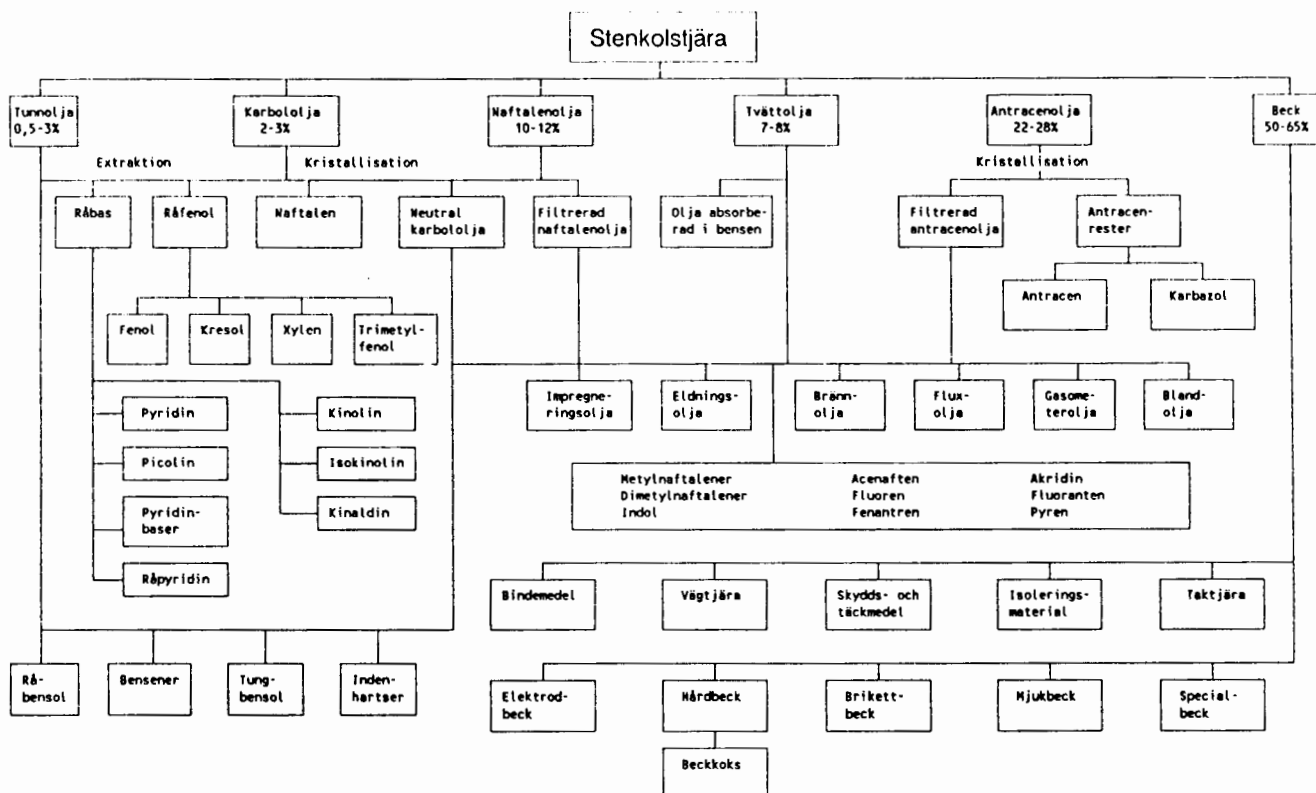 Stenkolstjära
Tunnolja
0,5-3%
Karbololja
2-3%
Naftalenolja
10-12%
Tvättolja
7-8%
Antracenolja
22-28%
Beck
50-65%
Extraktion
Kristallisation
Kristallisation
Råbas
Råfenol
Naftalen
Neutral
karbololja
Filtrerad
naftalenolja
Olja absorbe-
rad i bensen
Filtrerad
antracenolja
Antracen-
rester
Antracen
Karbazol
Fenol
Kresol
Xylen
Trimetyl-
fenol
Impregne-
ringsolja
Eldnings-
olja
Bränn-
olja
Flux-
olja
Gasome-
terolja
Bland-
olja
Pyridin
Kinolin
Picolin
Isokinolin
Pyridin-
baser
Kinaldin
Råpyridin
Metylnaftalener
Acenaften
Akridin
Dimetylnaftalener
Fluoren
Fluoranten
Indol
Fenantren
Pyren
Bindemedel
Vägtjära
Skydds- och
täckmedel
Isolerings-
material
Taktjära
Rå-
bensol
Bensener
Tung-
bensol
Inden-
hartser
Elektrod-
beck
Hårdbeck
Brikett-
beck
Mjukbeck
Special-
beck
Beckkoks